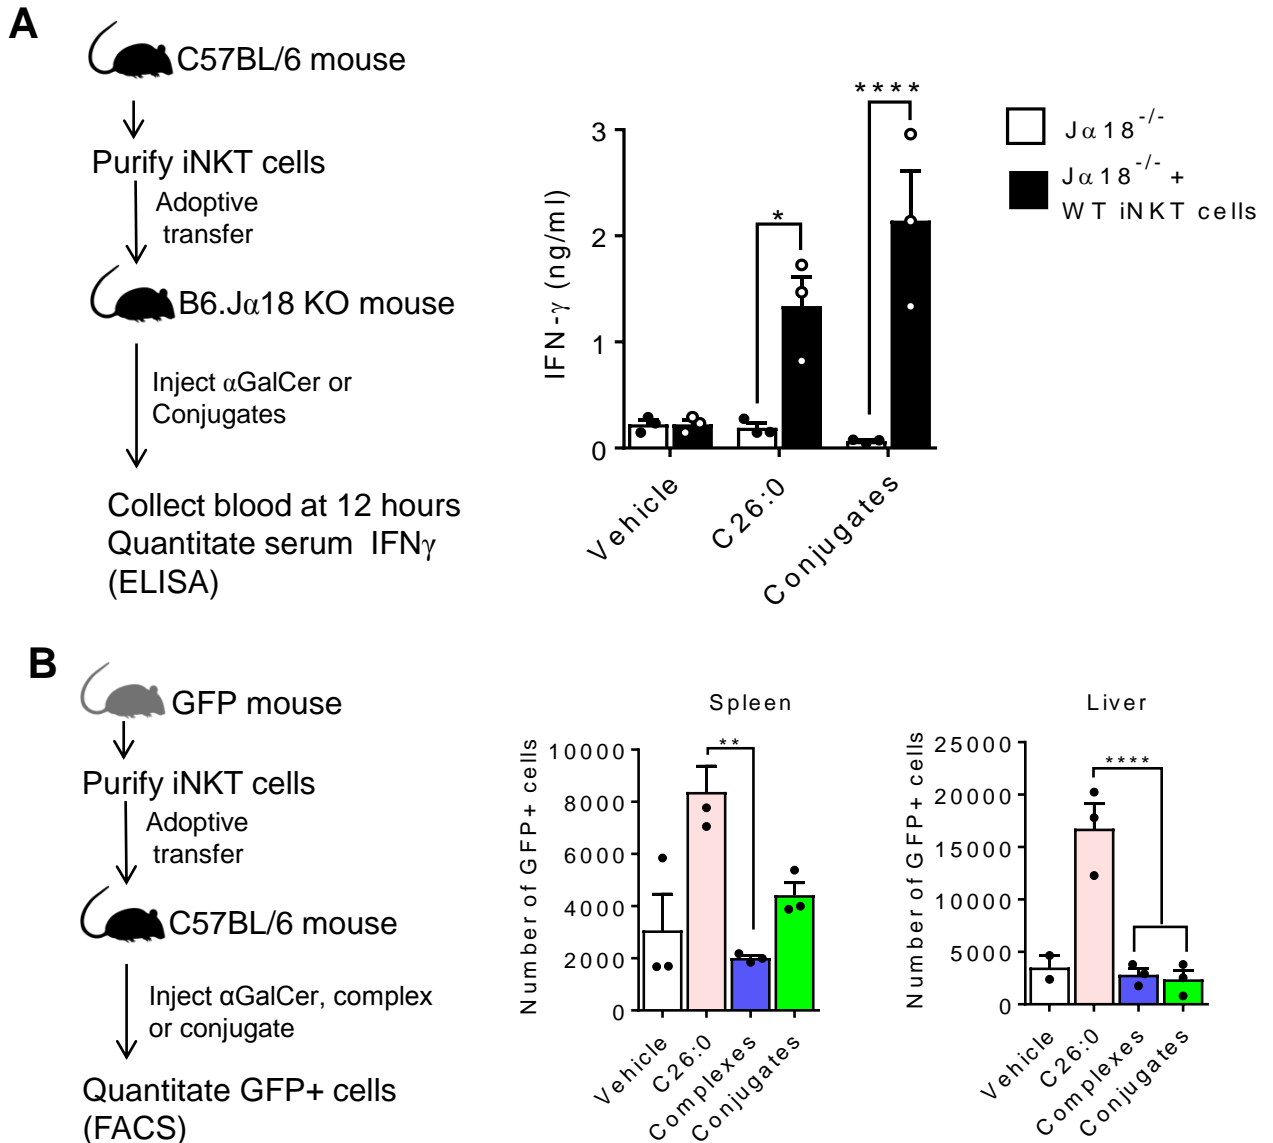 A
C57BL/6 mouse
Purify iNKT cells
Adoptive
transfer
B6.Jα18 KO mouse
Inject αGalCer or
Conjugates
Collect blood at 12 hours
Quantitate serum IFNγ
(ELISA)
IFN-γ (ng/ml)
3
2
1
0
*
****
Vehicle
C26:0
Conjugates
Jα18-/-
Jα18-/- +
WT iNKT cells
B
GFP mouse
Purify iNKT cells
Adoptive
transfer
C57BL/6 mouse
Inject αGalCer, complex
or conjugate
Quantitate GFP+ cells
(FACS)
Spleen
Number of GFP+ cells
10000
8000
6000
4000
2000
0
**
Vehicle
C26:0
Complexes
Conjugates
Liver
Number of GFP+ cells
25000
20000
15000
10000
5000
0
****
Vehicle
C26:0
Complexes
Conjugates